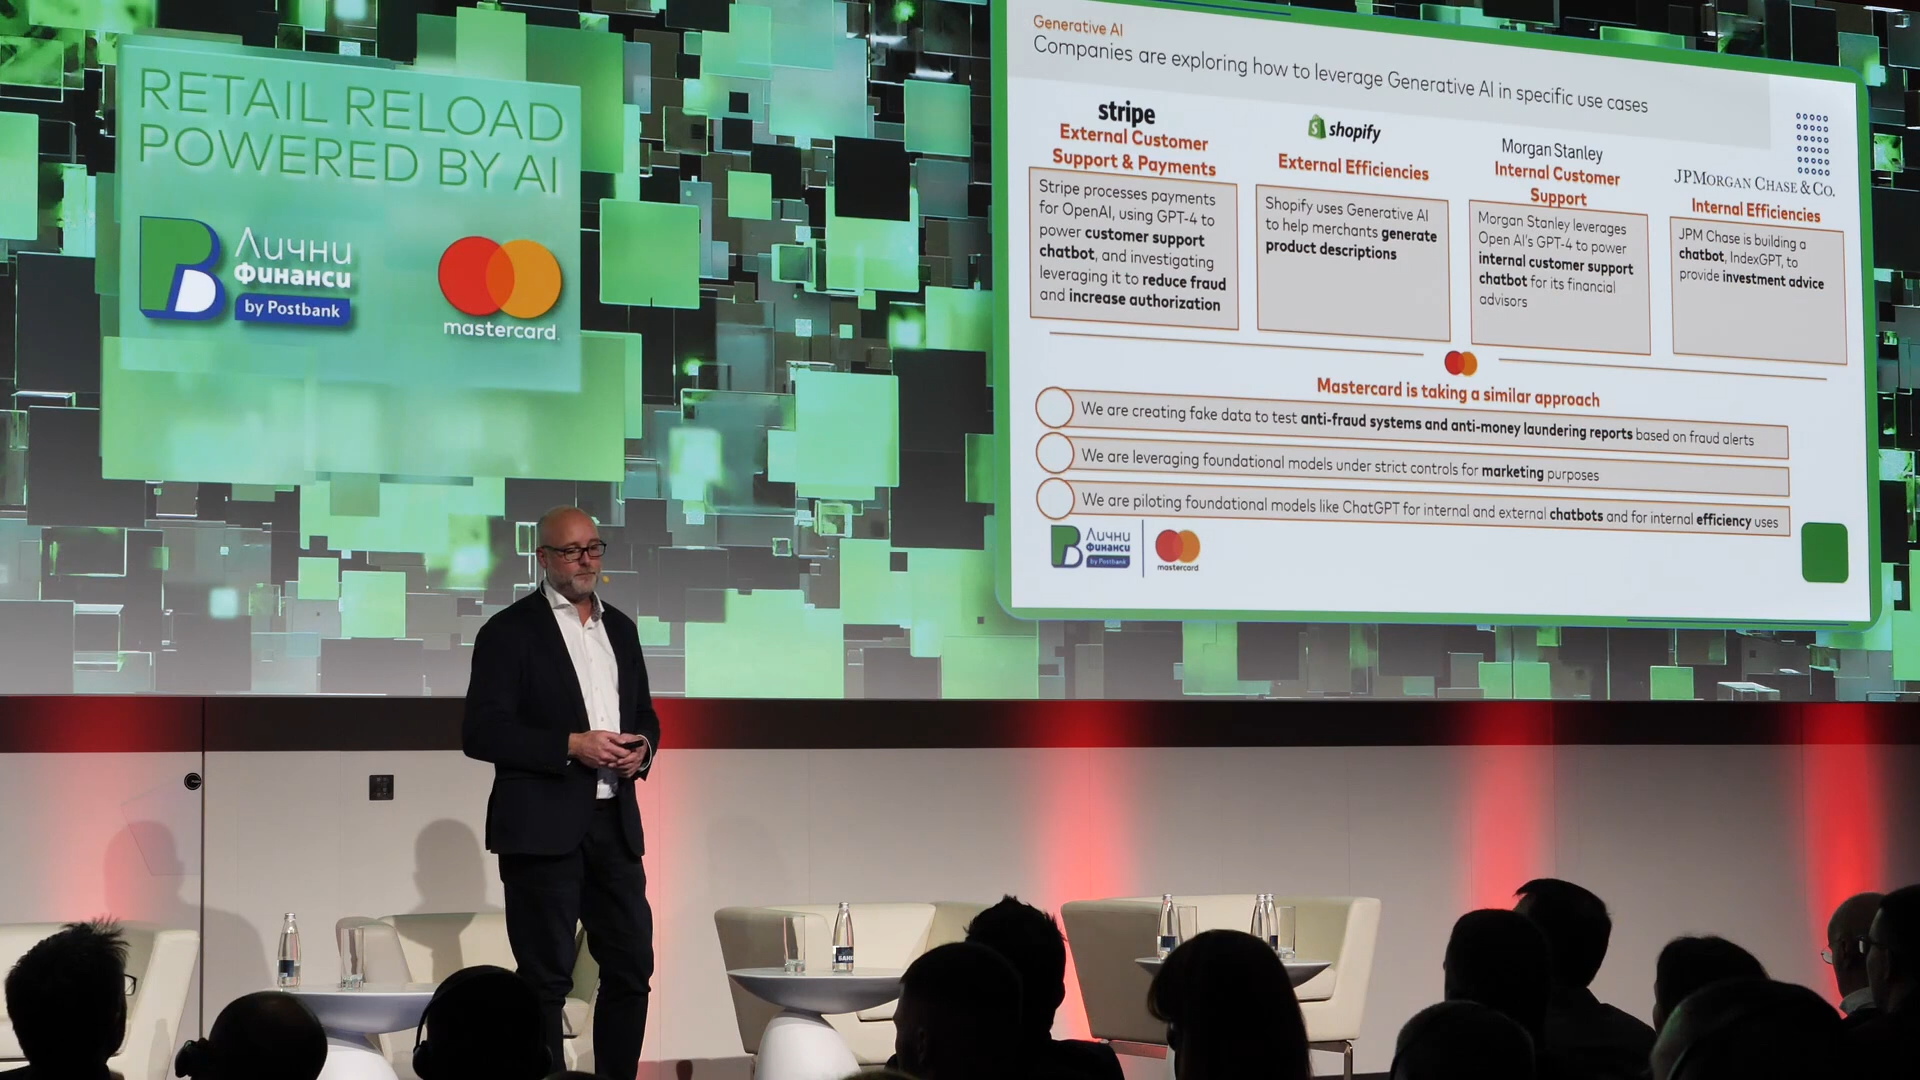 RETAIL RELOAD
POWERED BY AI
Лични
финанси
by Postbank
mastercard.
Generative AI
Companies are exploring how to leverage Generative AI in specific use cases
stripe
External Customer
Support & Payments
Stripe processes payments
for OpenAI, using GPT-4 to
power customer support
chatbot, and investigating
leveraging it to reduce fraud
and increase authorization
shopify
External Efficiencies
Shopify uses Generative AI
to help merchants generate
product descriptions
Morgan Stanley
Internal Customer
Support
Morgan Stanley leverages
Open AI's GPT-4 to power
internal customer support
chatbot for its financial
advisors
JPMORGAN CHASE & CO.
Internal Efficiencies
JPM Chase is building a
chatbot, IndexGPT, to
provide investment advice
Mastercard is taking a similar approach
We are creating fake data to test anti-fraud systems and anti-money laundering reports based on fraud alerts
We are leveraging foundational models under strict controls for marketing purposes
We are piloting foundational models like ChatGPT for internal and external chatbots and for internal efficiency uses
Лични
финанси
by Postbank
mastercard